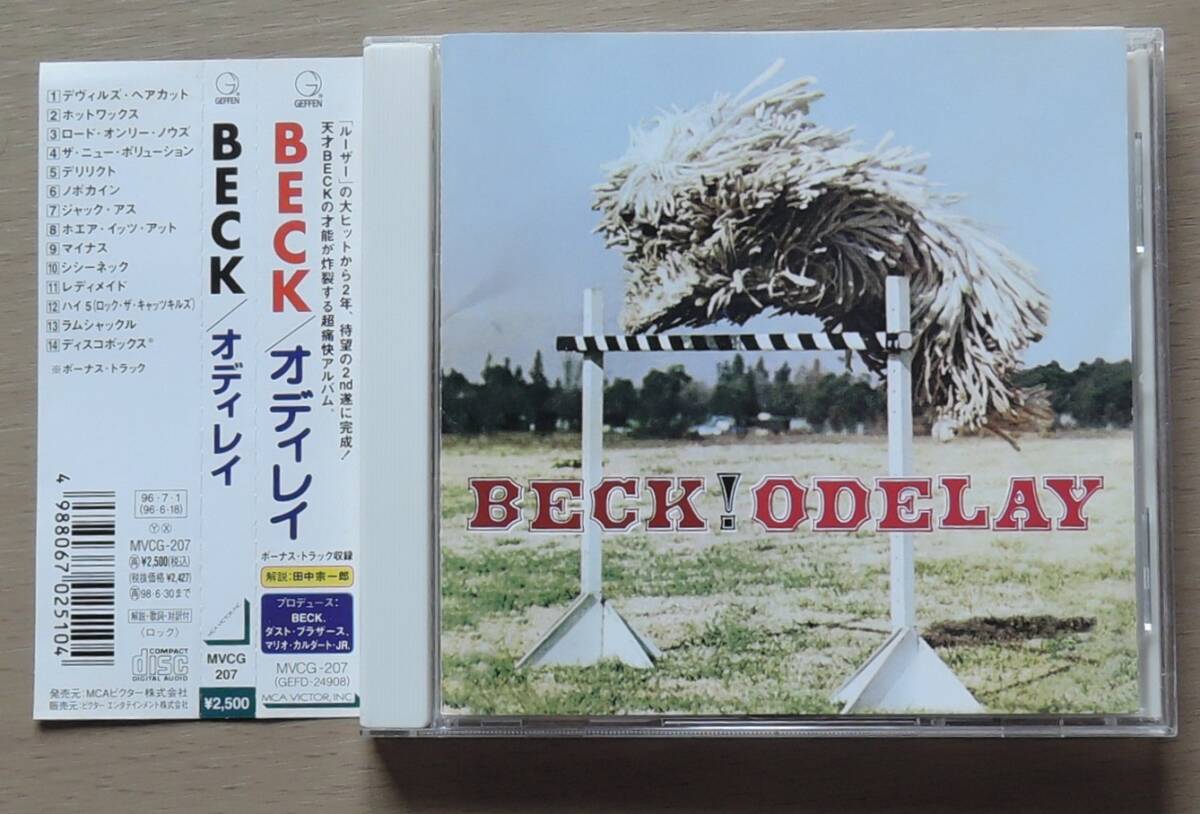 1 デヴィルズ・ヘアカット
2 ホットワックス
3 ロード・オンリー・ノウズ
4 ザ・ニュー・ポリューション
5 デリリクト
6 ノボカイン
7 ジャック・アス
8 ホエア・イッツ・アット
9 マイナス
10 シシーネック
11 レディメイド
12 ハイ5(ロック・ザ・キャッツキルズ)
13 ラムシャックル
14 ディスコボックス※
※ボーナス・トラック
4988067025104
96・7・1
(96・6・18)
Ⓨ Ⓧ
MVCG-207
再¥2,500(税込)
(税抜価格 ¥2,427)
再98・6・30まで
解説・歌詞・対訳付
〈ロック〉
COMPACT
disc
DIGITAL AUDIO
発売元:MCAビクター株式会社
販売元:ビクター エンタテインメント株式会社
G®
GEFFEN
BECK/オディレイ
MCA VICTOR, INC.
MVCG
207
¥2,500
G®
GEFFEN
「ルーザー」の大ヒットから2年、待望の2nd遂に完成!
天才BECKの才能が炸裂する超痛快アルバム。
BECK/オディレイ
ボーナス・トラック収録
解説:田中宗一郎
プロデュース:
BECK,
ダスト・ブラザース、
マリオ・カルダートJR.
MVCG-207
(GEFD-24908)
MCA VICTOR, INC.
BECK! ODELAY